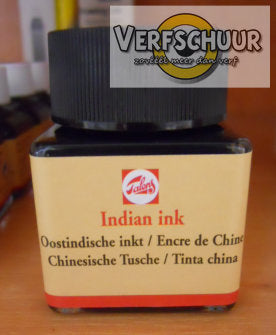 VERFSCHUUR
zoveel meer dan verf
Talens
Indian ink
Oostindische inkt / Encre de Chine
Chinesische Tusche / Tinta china